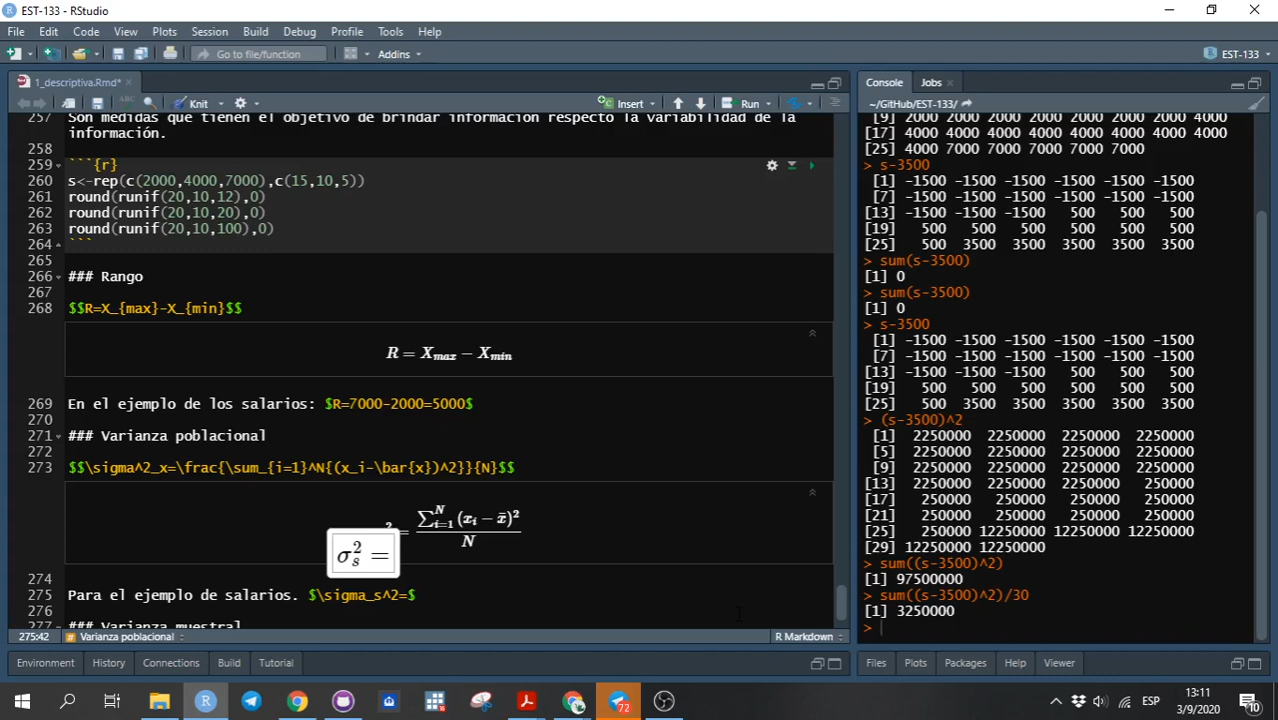 EST-133 - RStudio
File Edit Code View Plots Session Build Debug Profile Tools Help
Go to file/function Addins EST-133
1_descriptiva.Rmd* ×
ABC Knit Insert Run
257 Son medidas que tienen el objetivo de brindar información respecto la variabilidad de la
información.
258
259 ```{r}
260 s<-rep(c(2000,4000,7000),c(15,10,5))
261 round(runif(20,10,12),0)
262 round(runif(20,10,20),0)
263 round(runif(20,10,100),0)
264 ```
265
266 ### Rango
267
268 $$R=X_{max}-X_{min}$$
R = Xmax − Xmin
269 En el ejemplo de los salarios: $R=7000-2000=5000$
270
271 ### Varianza poblacional
272
273 $$\sigma^2_x=\frac{\sum_{i=1}^N{(x_i-\bar{x})^2}}{N}$$
2 = ∑ᵢ₌₁ᴺ (xᵢ − x̄)² / N
σ²ₛ =
274
275 Para el ejemplo de salarios. $\sigma_s^2=$
276
277 ### Varianza muestral
275:42 Varianza poblacional R Markdown
Environment History Connections Build Tutorial
Console Jobs ×
~/GitHub/EST-133/
[9] 2000 2000 2000 2000 2000 2000 2000 4000
[17] 4000 4000 4000 4000 4000 4000 4000 4000
[25] 4000 7000 7000 7000 7000 7000
> s-3500
[1] -1500 -1500 -1500 -1500 -1500 -1500
[7] -1500 -1500 -1500 -1500 -1500 -1500
[13] -1500 -1500 -1500 500 500 500
[19] 500 500 500 500 500 500
[25] 500 3500 3500 3500 3500 3500
> sum(s-3500)
[1] 0
> sum(s-3500)
[1] 0
> s-3500
[1] -1500 -1500 -1500 -1500 -1500 -1500
[7] -1500 -1500 -1500 -1500 -1500 -1500
[13] -1500 -1500 -1500 500 500 500
[19] 500 500 500 500 500 500
[25] 500 3500 3500 3500 3500 3500
> (s-3500)^2
[1] 2250000 2250000 2250000 2250000
[5] 2250000 2250000 2250000 2250000
[9] 2250000 2250000 2250000 2250000
[13] 2250000 2250000 2250000 250000
[17] 250000 250000 250000 250000
[21] 250000 250000 250000 250000
[25] 250000 12250000 12250000 12250000
[29] 12250000 12250000
> sum((s-3500)^2)
[1] 97500000
> sum((s-3500)^2)/30
[1] 3250000
>
Files Plots Packages Help Viewer
72
ESP
13:11
3/9/2020
10